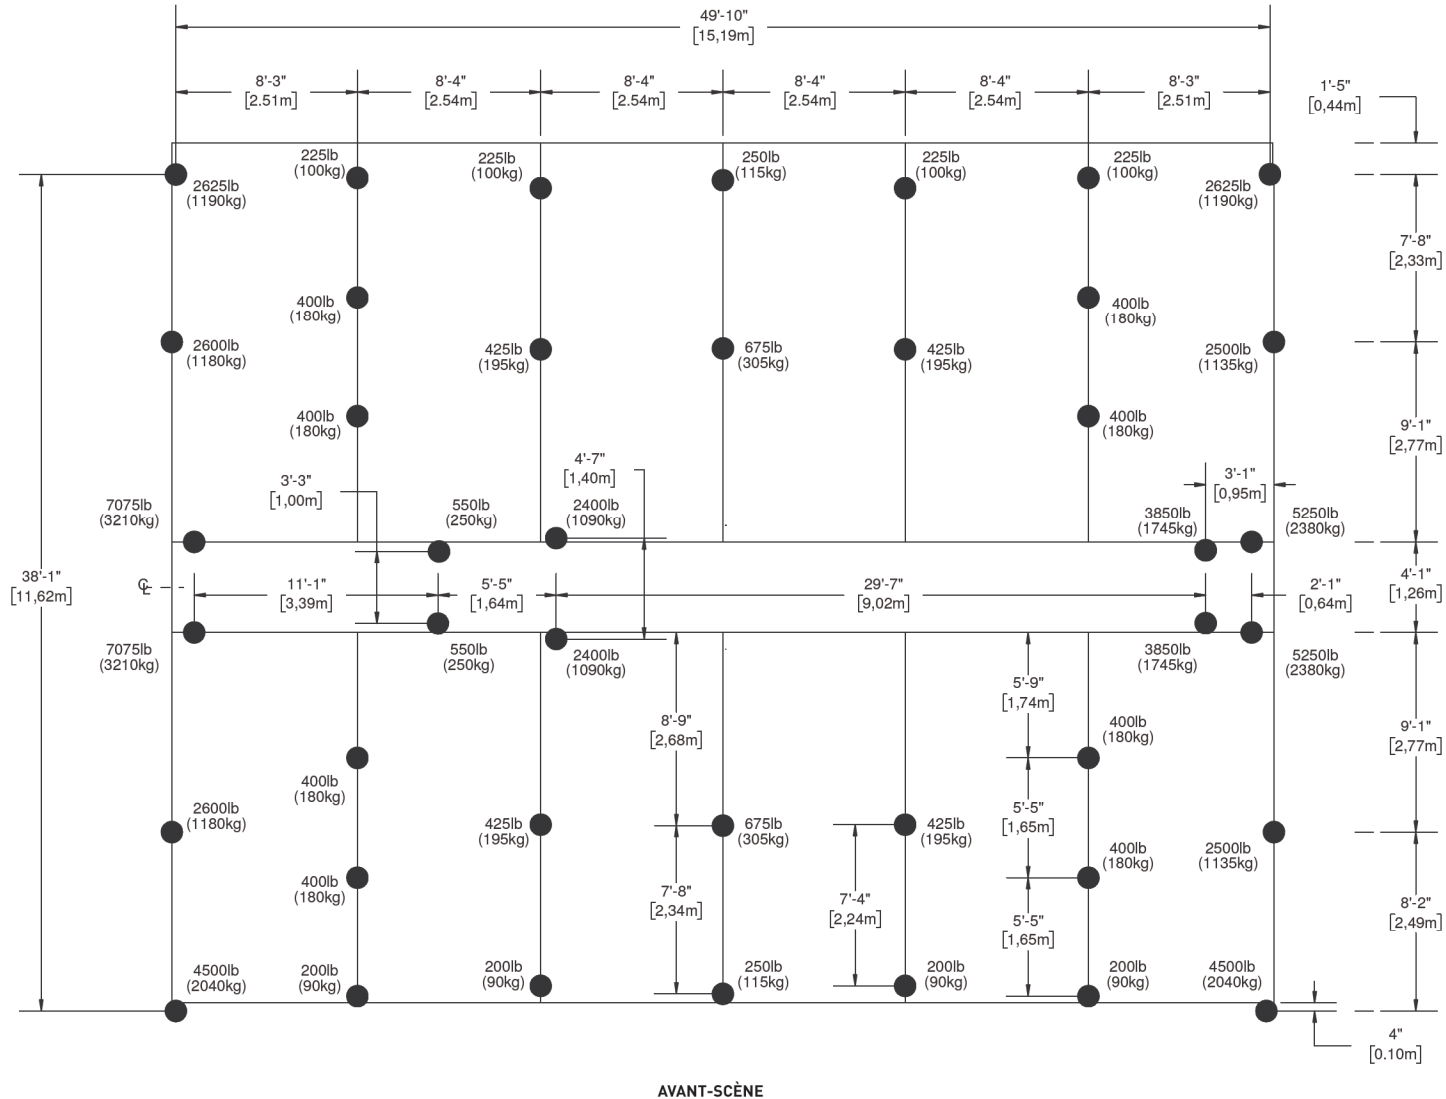 49'-10"
[15,19m]
8'-3"
[2.51m]
8'-4"
[2.54m]
8'-4"
[2.54m]
8'-4"
[2.54m]
8'-4"
[2.54m]
8'-3"
[2.51m]
1'-5"
[0,44m]
2625lb
(1190kg)
225lb
(100kg)
225lb
(100kg)
250lb
(115kg)
225lb
(100kg)
225lb
(100kg)
2625lb
(1190kg)
7'-8"
[2,33m]
400lb
(180kg)
400lb
(180kg)
2600lb
(1180kg)
425lb
(195kg)
675lb
(305kg)
425lb
(195kg)
2500lb
(1135kg)
400lb
(180kg)
400lb
(180kg)
9'-1"
[2,77m]
3'-3"
[1,00m]
4'-7"
[1,40m]
3'-1"
[0,95m]
7075lb
(3210kg)
550lb
(250kg)
2400lb
(1090kg)
3850lb
(1745kg)
5250lb
(2380kg)
38'-1"
[11,62m]
℄
11'-1"
[3,39m]
5'-5"
[1,64m]
29'-7"
[9,02m]
2'-1"
[0,64m]
4'-1"
[1,26m]
7075lb
(3210kg)
550lb
(250kg)
2400lb
(1090kg)
3850lb
(1745kg)
5250lb
(2380kg)
5'-9"
[1,74m]
8'-9"
[2,68m]
400lb
(180kg)
9'-1"
[2,77m]
400lb
(180kg)
2600lb
(1180kg)
425lb
(195kg)
675lb
(305kg)
425lb
(195kg)
5'-5"
[1,65m]
400lb
(180kg)
2500lb
(1135kg)
400lb
(180kg)
7'-8"
[2,34m]
7'-4"
[2,24m]
5'-5"
[1,65m]
8'-2"
[2,49m]
4500lb
(2040kg)
200lb
(90kg)
200lb
(90kg)
250lb
(115kg)
200lb
(90kg)
200lb
(90kg)
4500lb
(2040kg)
4"
[0.10m]
AVANT-SCÈNE